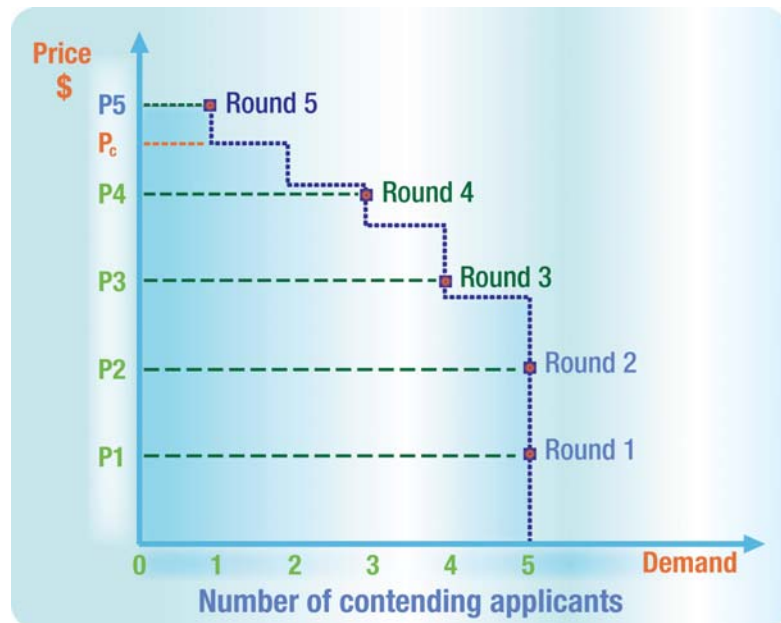 Price
$
P5
Round 5
Pc
P4
Round 4
P3
Round 3
P2
Round 2
P1
Round 1
0 1 2 3 4 5 Demand
Number of contending applicants